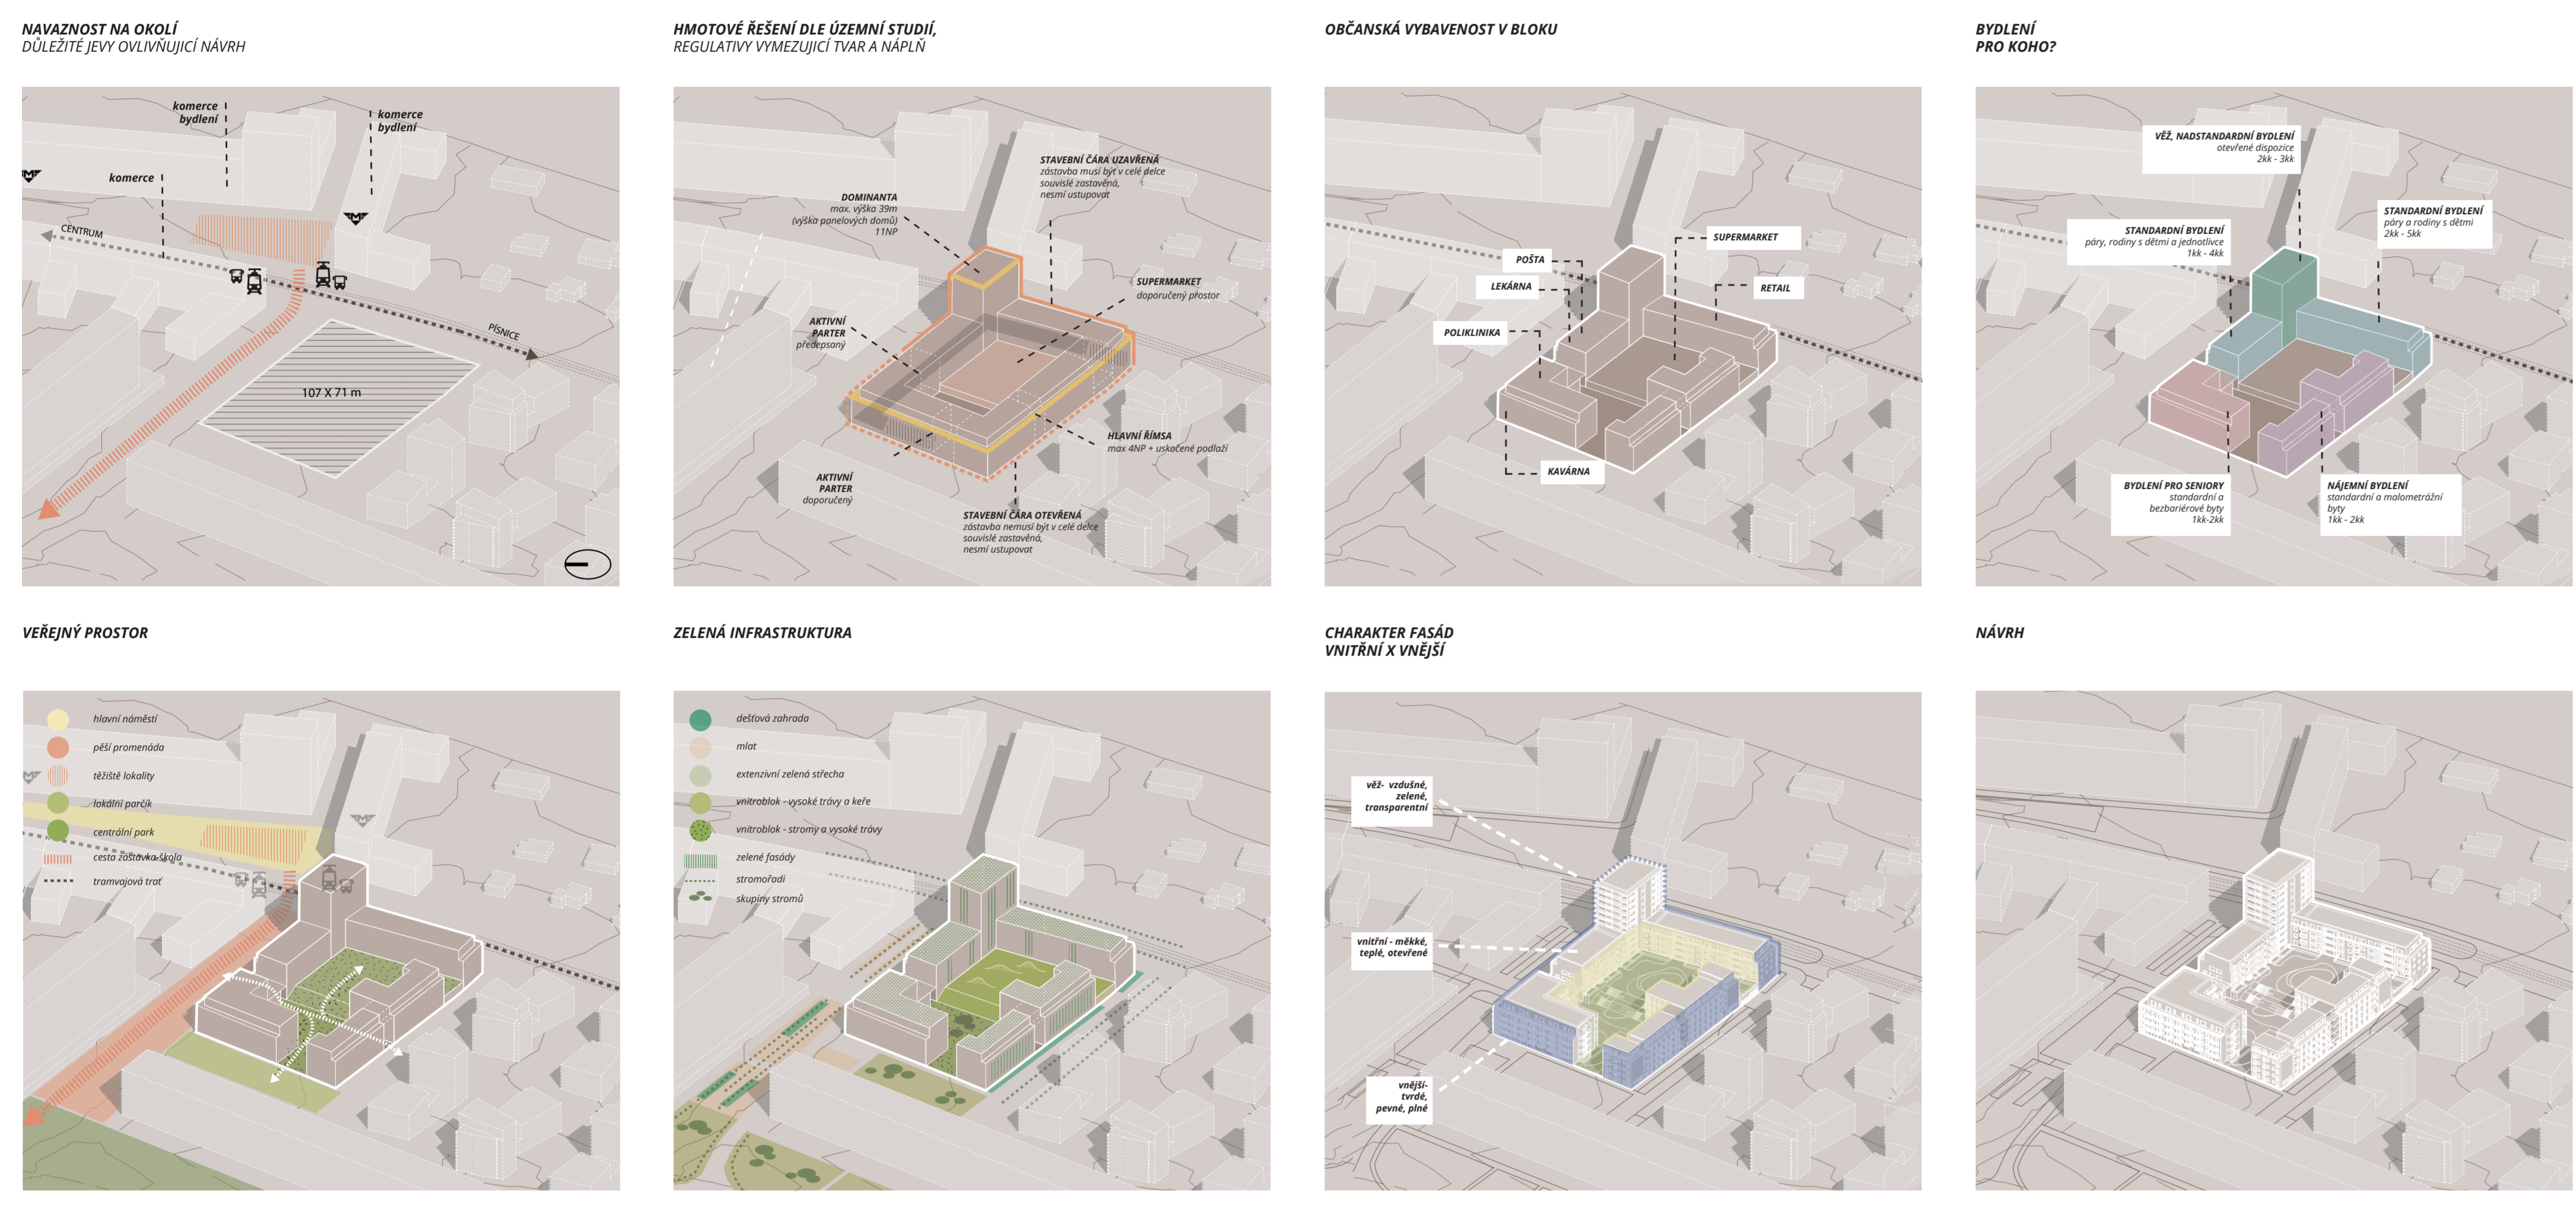 NAVAZNOST NA OKOLÍ
DŮLEŽITÉ JEVY OVLIVŇUJICÍ NÁVRH
komerce
bydlení
komerce
bydlení
komerce
M
M
CENTRUM
PÍSNICE
107 X 71 m
HMOTOVÉ ŘEŠENÍ DLE ÚZEMNÍ STUDIÍ,
REGULATIVY VYMEZUJICÍ TVAR A NÁPLŇ
STAVEBNÍ ČÁRA UZAVŘENÁ
zástavba musí být v celé delce
souvislé zastavěná,
nesmí ustupovat
DOMINANTA
max. výška 39m
(výška panelových domů)
11NP
SUPERMARKET
doporučený prostor
AKTIVNÍ
PARTER
předepsaný
HLAVNÍ ŘÍMSA
max 4NP + uskočené podlaží
AKTIVNÍ
PARTER
doporučený
STAVEBNÍ ČÁRA OTEVŘENÁ
zástavba nemusí být v celé delce
souvislé zastavěná,
nesmí ustupovat
OBČANSKÁ VYBAVENOST V BLOKU
SUPERMARKET
POŠTA
LEKÁRNA
RETAIL
POLIKLINIKA
KAVÁRNA
BYDLENÍ
PRO KOHO?
VĚŽ, NADSTANDARDNÍ BYDLENÍ
otevřené dispozice
2kk - 3kk
STANDARDNÍ BYDLENÍ
páry a rodiny s dětmi
2kk - 5kk
STANDARDNÍ BYDLENÍ
páry, rodiny s dětmi a jednotlivce
1kk - 4kk
BYDLENÍ PRO SENIORY
standardní a
bezbariérové byty
1kk-2kk
NÁJEMNÍ BYDLENÍ
standardní a malometrážní
byty
1kk - 2kk
VEŘEJNÝ PROSTOR
hlavní náměstí
pěší promenáda
těžiště lokality
lokální parčík
centrální park
cesta zástavka-škola
tramvajová trať
M
M
ZELENÁ INFRASTRUKTURA
dešťová zahrada
mlat
extenzivní zelená střecha
vnitroblok - vysoké trávy a keře
vnitroblok - stromy a vysoké trávy
zelené fasády
stromořadi
skupiny stromů
CHARAKTER FASÁD
VNITŘNÍ X VNĚJŠÍ
věž- vzdušné,
zelené,
transparentní
vnitřní - měkké,
teplé, otevřené
vnější-
tvrdé,
pevné, plné
NÁVRH